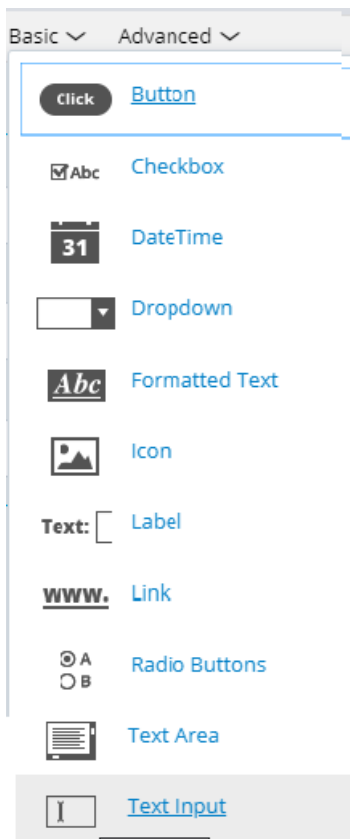 Basic Advanced
Click Button
Abc Checkbox
31 DateTime
Dropdown
Abc Formatted Text
Icon
Text: Label
www. Link
A
B Radio Buttons
Text Area
Text Input